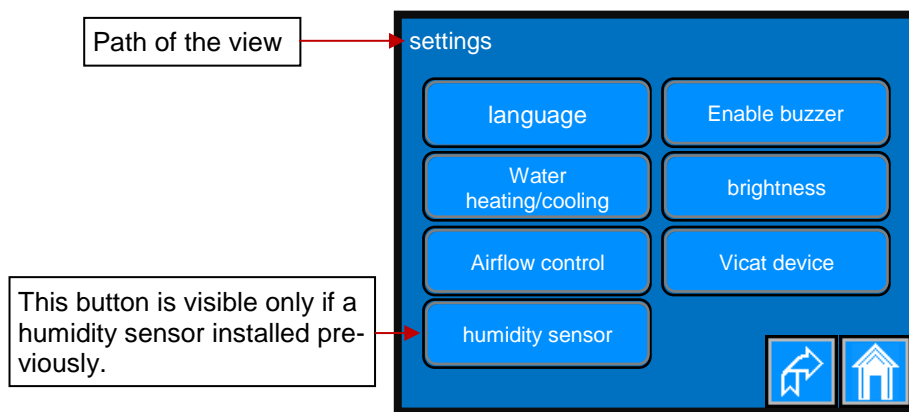 Path of the view
settings
language
Enable buzzer
Water
heating/cooling
brightness
Airflow control
Vicat device
This button is visible only if a
humidity sensor installed pre-
viously.
humidity sensor